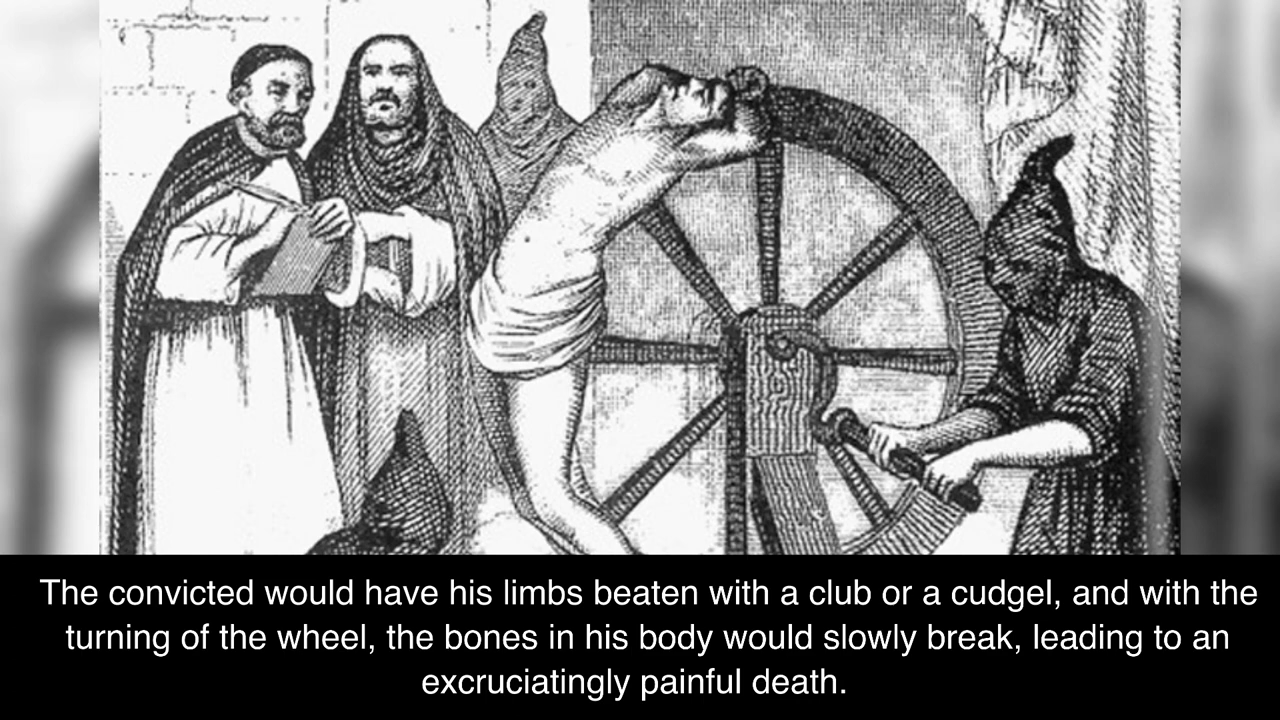 The convicted would have his limbs beaten with a club or a cudgel, and with the
turning of the wheel, the bones in his body would slowly break, leading to an
excruciatingly painful death.